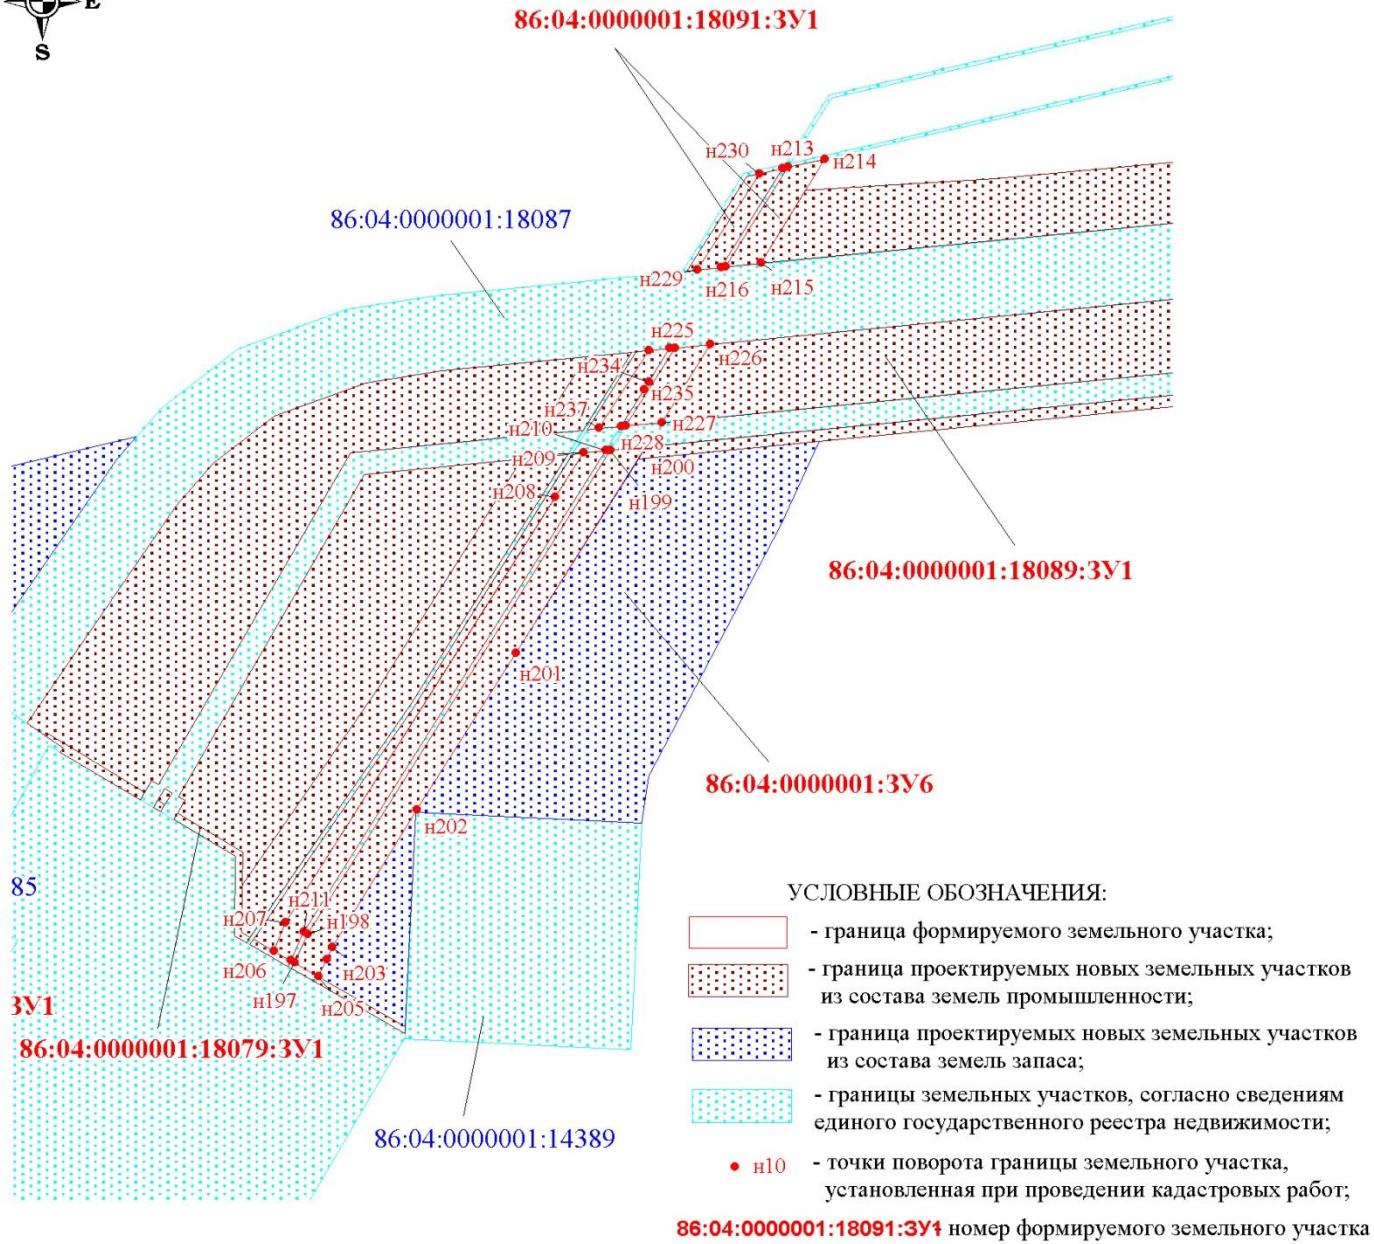 E
S
86:04:0000001:18091:ЗУ1
н230
н213
н214
86:04:0000001:18087
н229
н216
н215
н225
н226
н234
н235
н237
н210
н227
н228
н209
н200
н208
н199
86:04:0000001:18089:ЗУ1
н201
86:04:0000001:ЗУ6
н202
85
н211
н207
н198
н206
н203
н197
н205
ЗУ1
86:04:0000001:18079:ЗУ1
86:04:0000001:14389
УСЛОВНЫЕ ОБОЗНАЧЕНИЯ:
- граница формируемого земельного участка;
- граница проектируемых новых земельных участков
из состава земель промышленности;
- граница проектируемых новых земельных участков
из состава земель запаса;
- границы земельных участков, согласно сведениям
единого государственного реестра недвижимости;
н10 - точки поворота границы земельного участка,
установленная при проведении кадастровых работ;
86:04:0000001:18091:ЗУ1 номер формируемого земельного участка